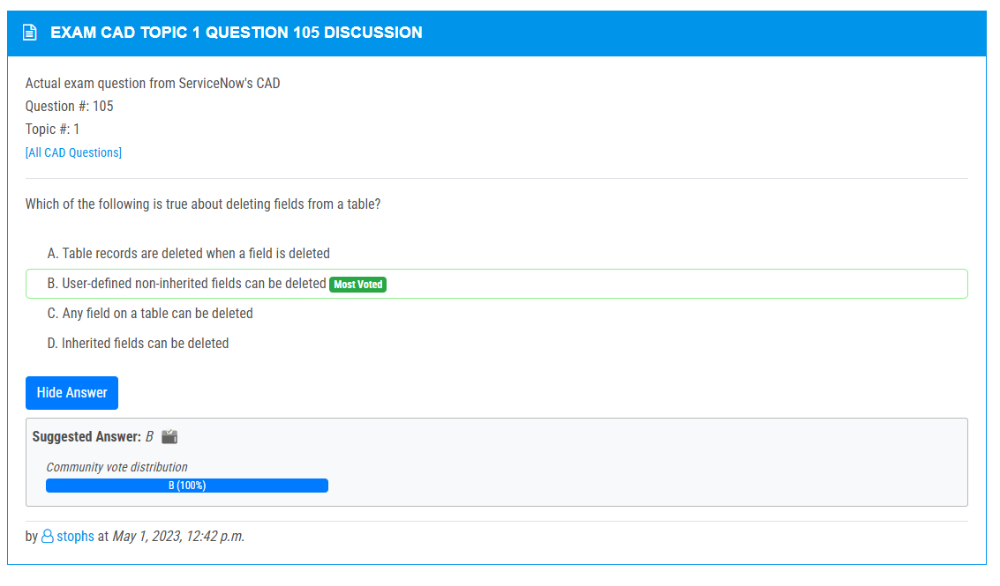 EXAM CAD TOPIC 1 QUESTION 105 DISCUSSION
Actual exam question from ServiceNow's CAD
Question #: 105
Topic #: 1
[All CAD Questions]
Which of the following is true about deleting fields from a table?
A. Table records are deleted when a field is deleted
B. User-defined non-inherited fields can be deleted Most Voted
C. Any field on a table can be deleted
D. Inherited fields can be deleted
Hide Answer
Suggested Answer: B
Community vote distribution
B (100%)
by stophs at May 1, 2023, 12:42 p.m.